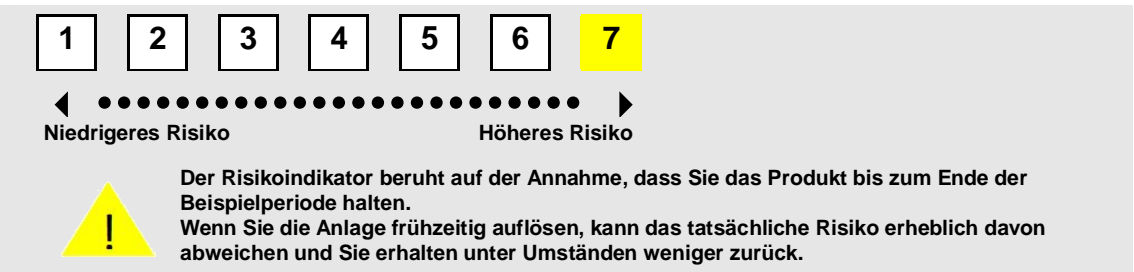 1 2 3 4 5 6 7
Niedrigeres Risiko Höheres Risiko
Der Risikoindikator beruht auf der Annahme, dass Sie das Produkt bis zum Ende der
Beispielperiode halten.
Wenn Sie die Anlage frühzeitig auflösen, kann das tatsächliche Risiko erheblich davon
abweichen und Sie erhalten unter Umständen weniger zurück.
!